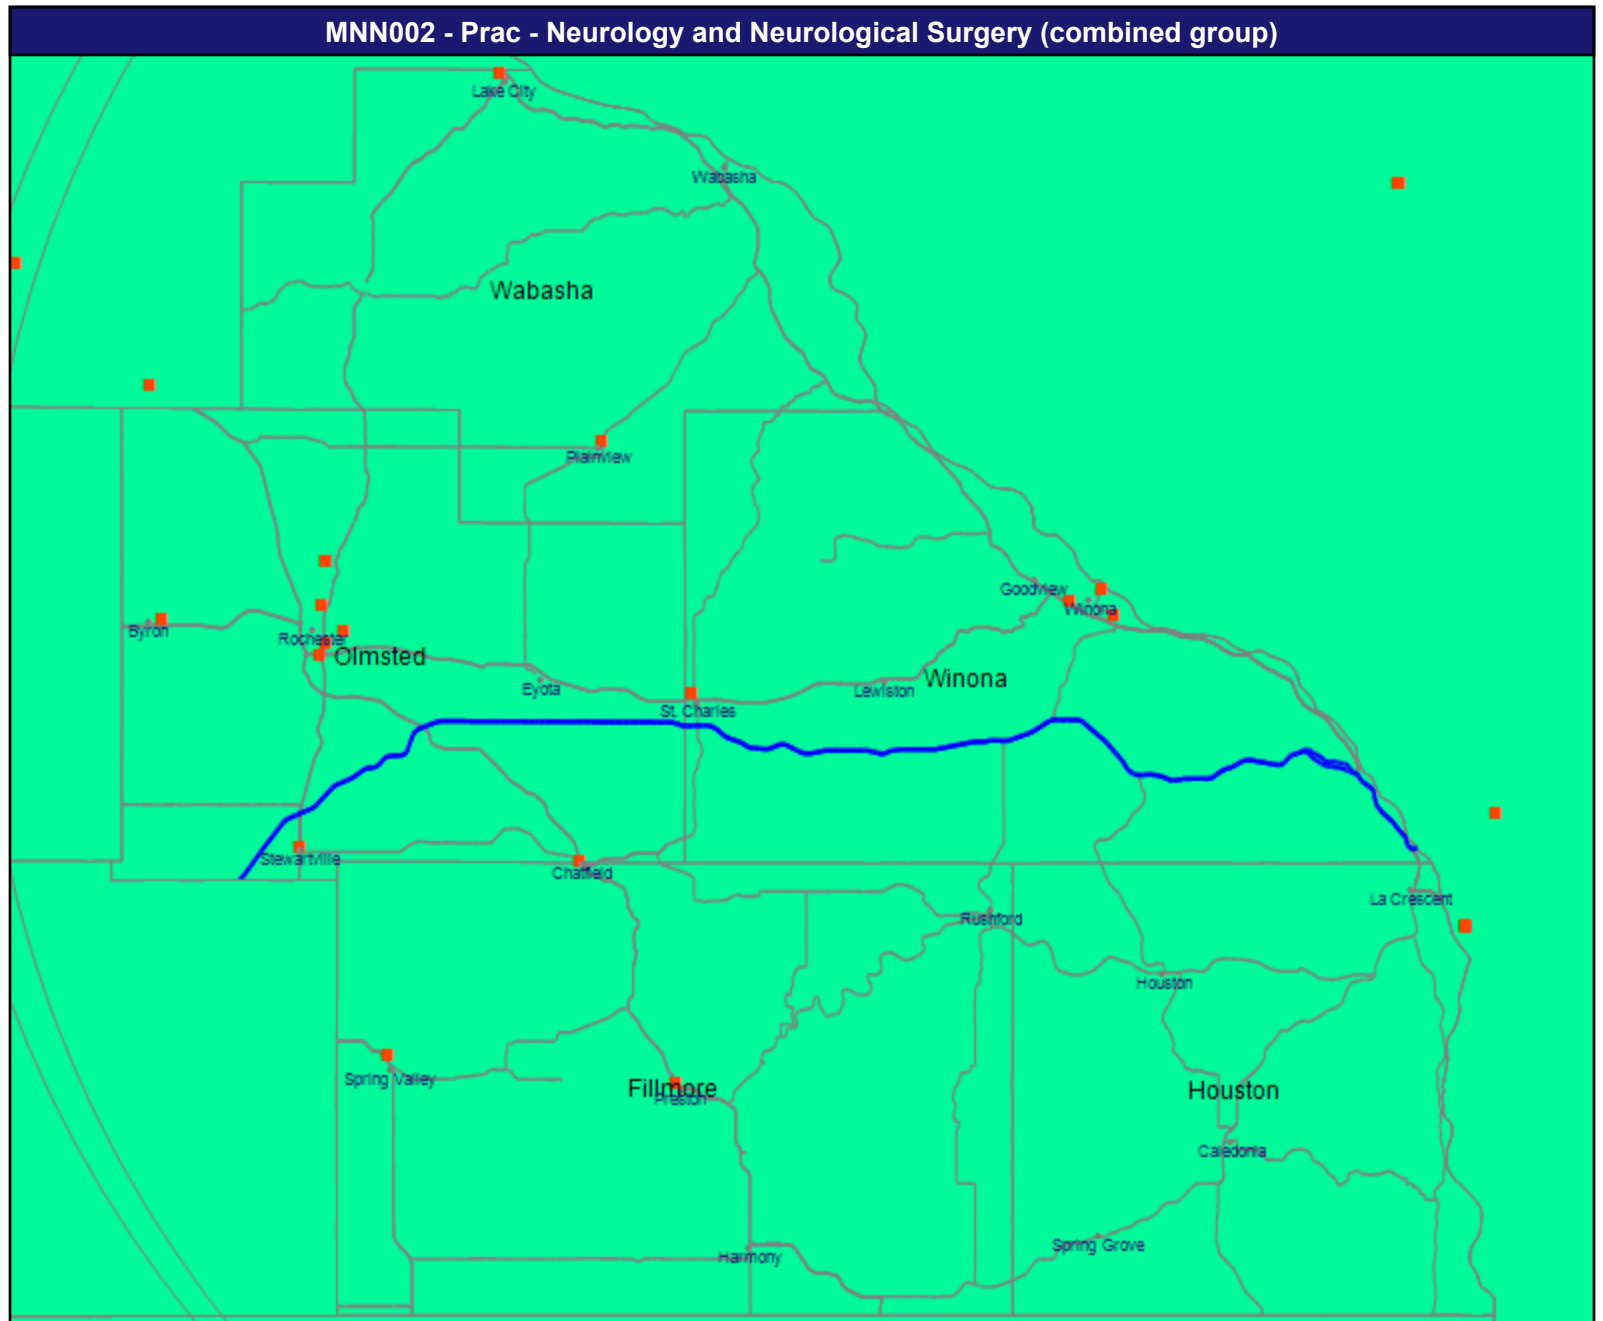 MNN002 - Prac - Neurology and Neurological Surgery (combined group)
Lake City
Wabasha
Wabasha
Plainview
Goodview
Winona
Byron
Rochester
Olmsted
Eyota
Lewiston
Winona
St. Charles
Stewartville
Chatfield
La Crescent
Rushford
Houston
Spring Valley
Fillmore
Preston
Houston
Caledonia
Harmony
Spring Grove